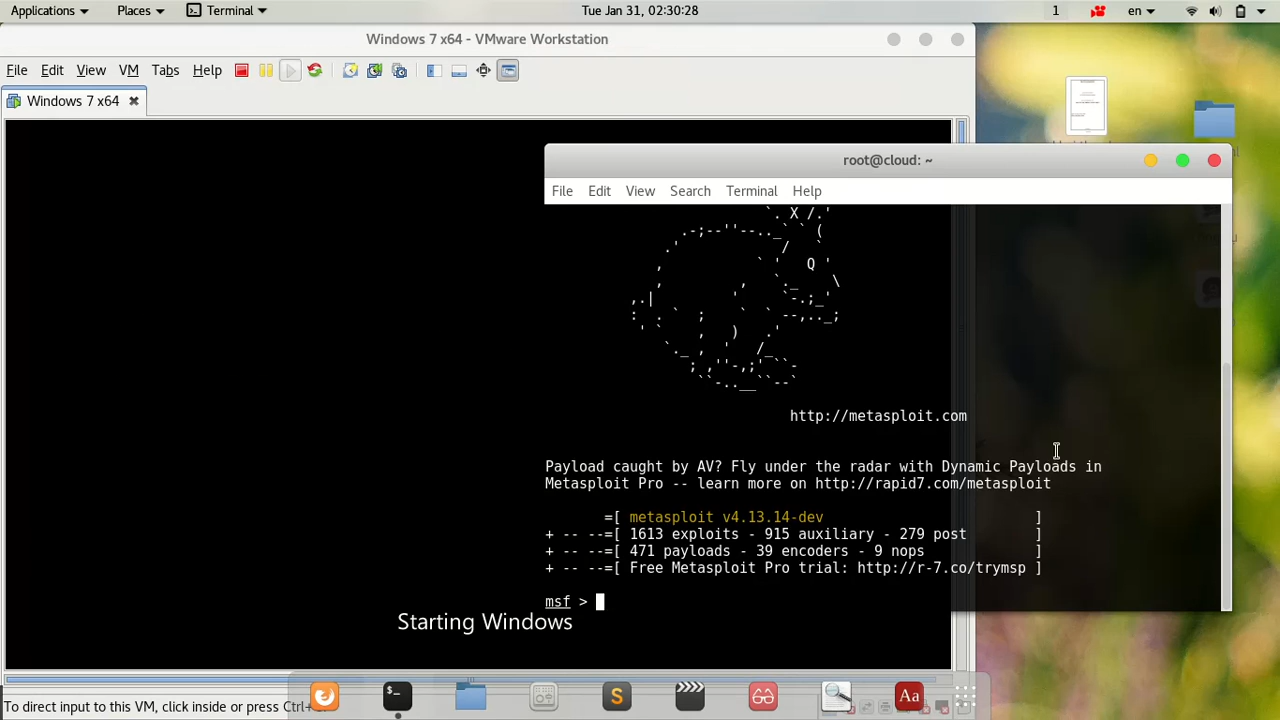 Applications Places Terminal Tue Jan 31, 02:30:28 1 en
Windows 7 x64 - VMware Workstation
File Edit View VM Tabs Help
Windows 7 x64
root@cloud: ~
File Edit View Search Terminal Help
http://metasploit.com
Payload caught by AV? Fly under the radar with Dynamic Payloads in
Metasploit Pro -- learn more on http://rapid7.com/metasploit
=[ metasploit v4.13.14-dev ]
+ -- --=[ 1613 exploits - 915 auxiliary - 279 post ]
+ -- --=[ 471 payloads - 39 encoders - 9 nops ]
+ -- --=[ Free Metasploit Pro trial: http://r-7.co/trymsp ]
msf >
Starting Windows
To direct input to this VM, click inside or press Ctrl+
S
Aa